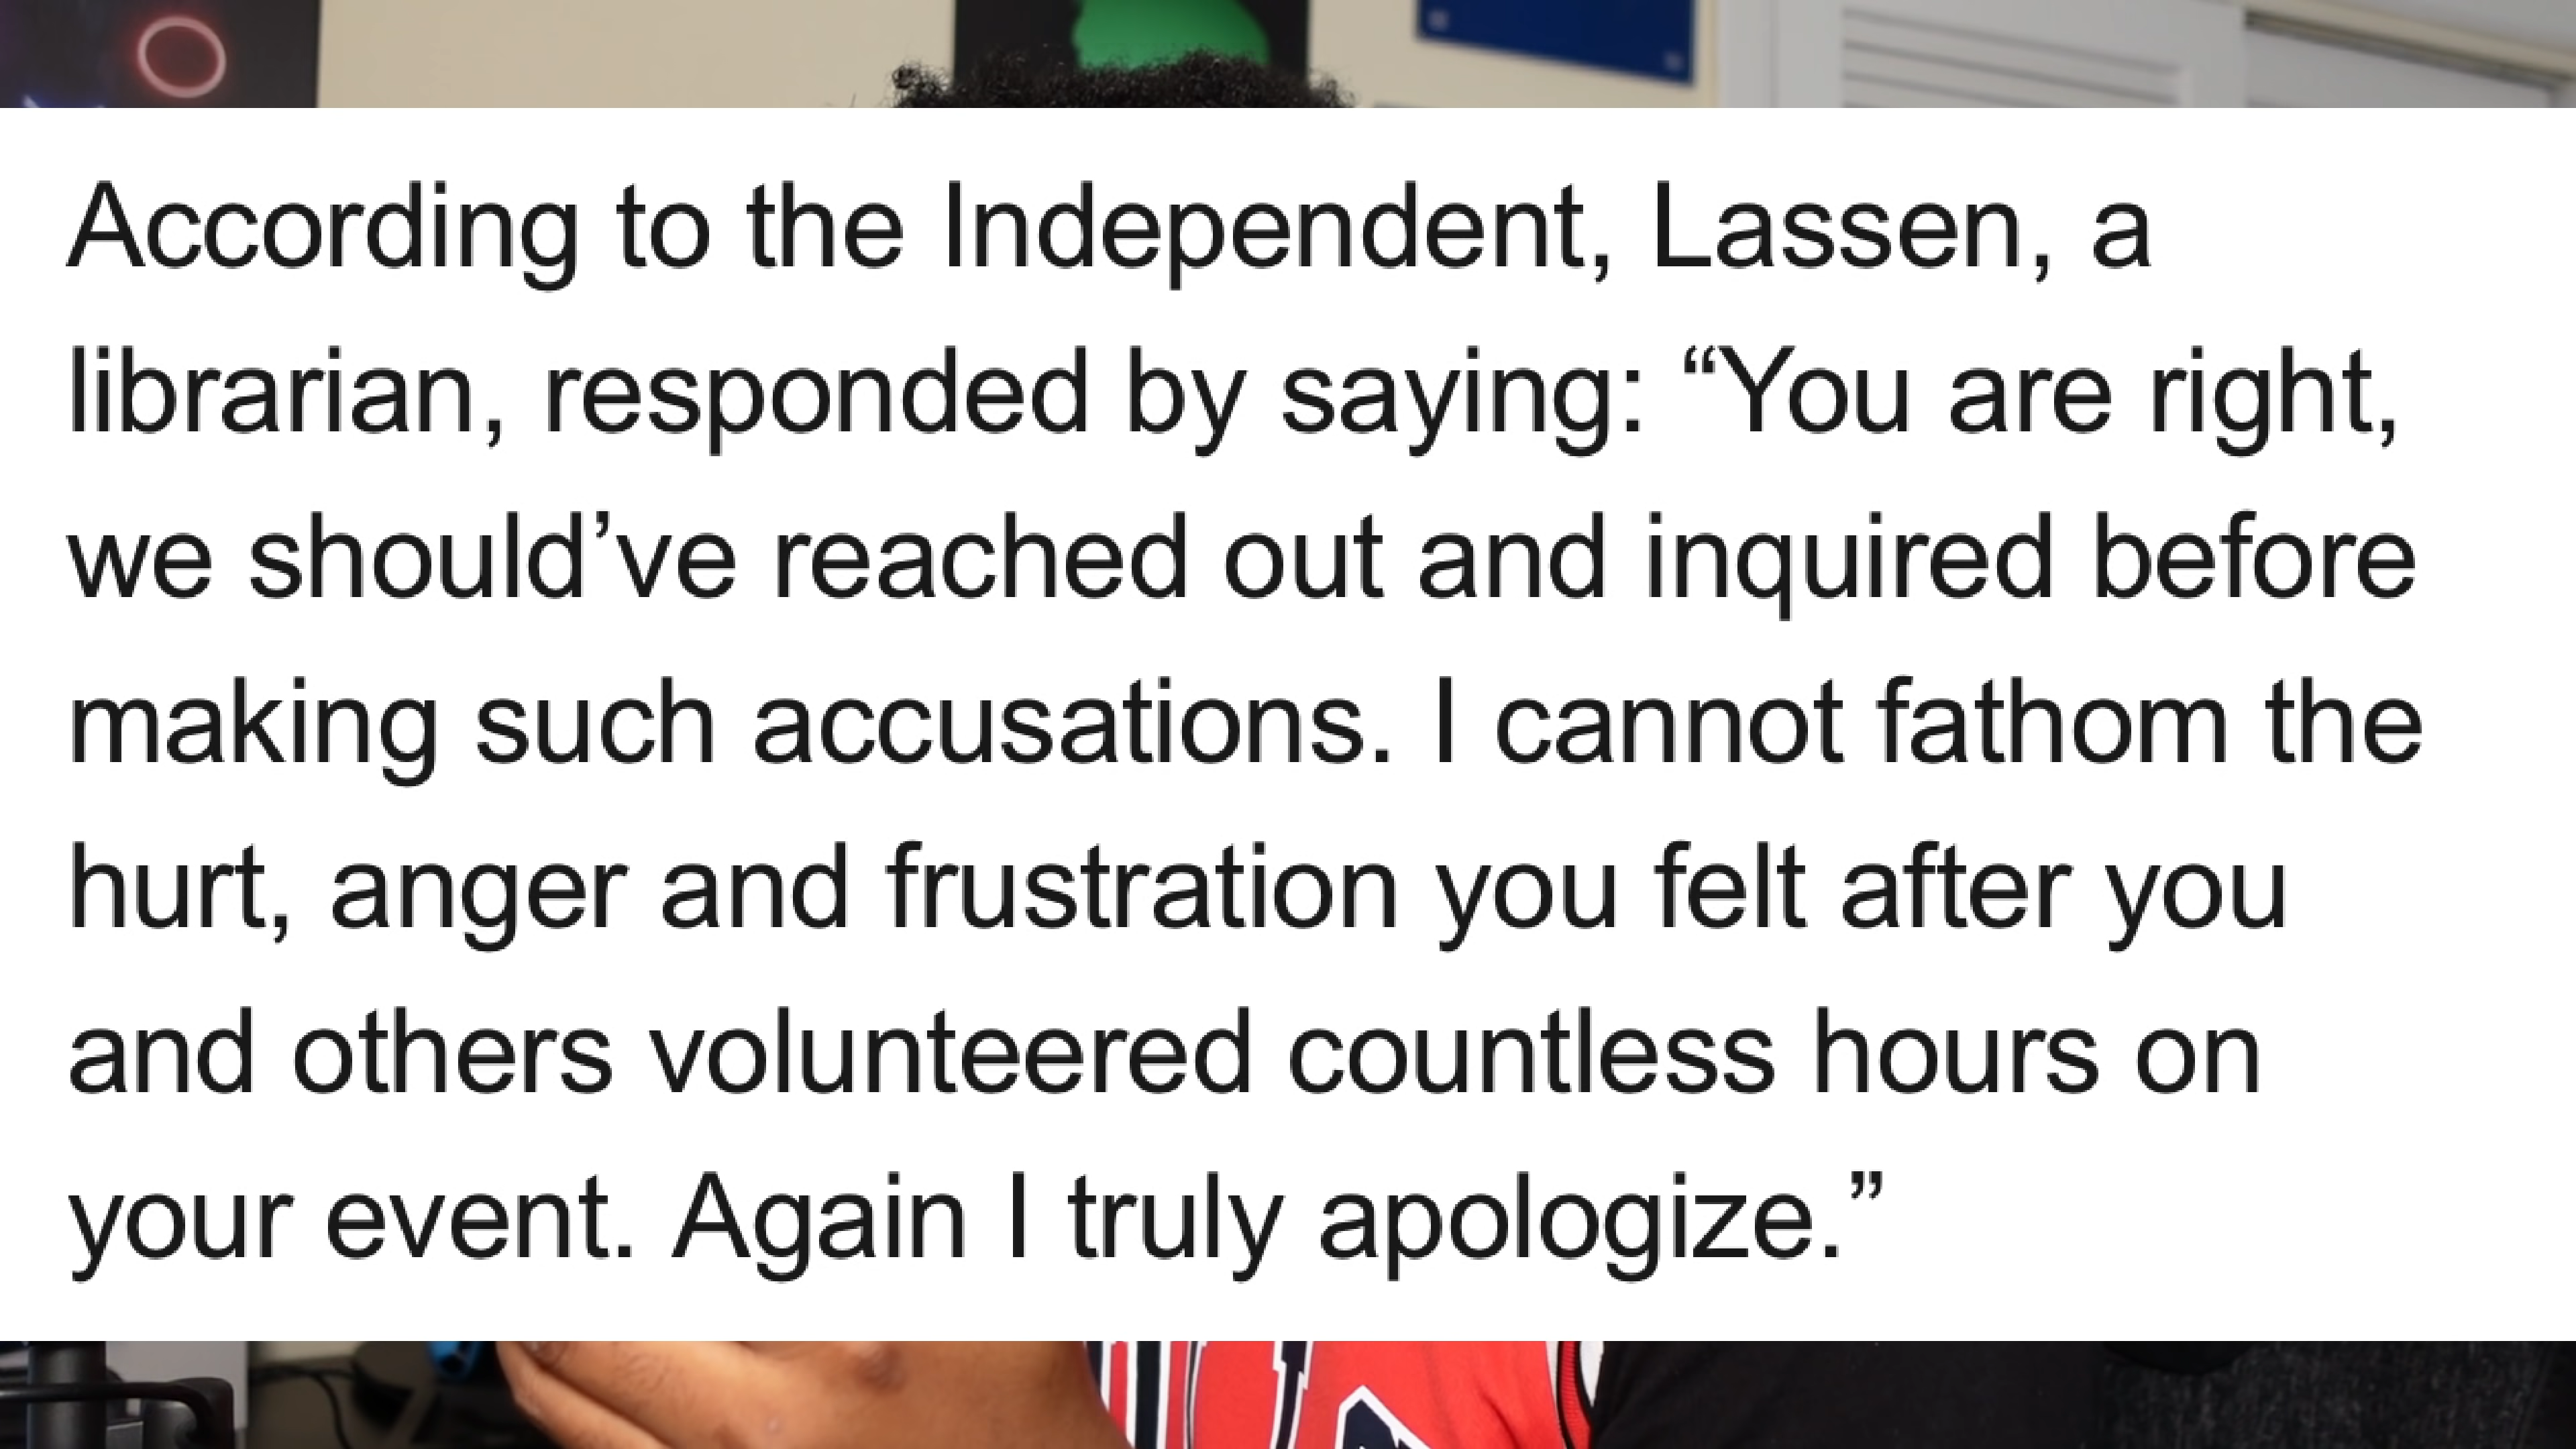 According to the Independent, Lassen, a
librarian, responded by saying: “You are right,
we should’ve reached out and inquired before
making such accusations. I cannot fathom the
hurt, anger and frustration you felt after you
and others volunteered countless hours on
your event. Again I truly apologize.”